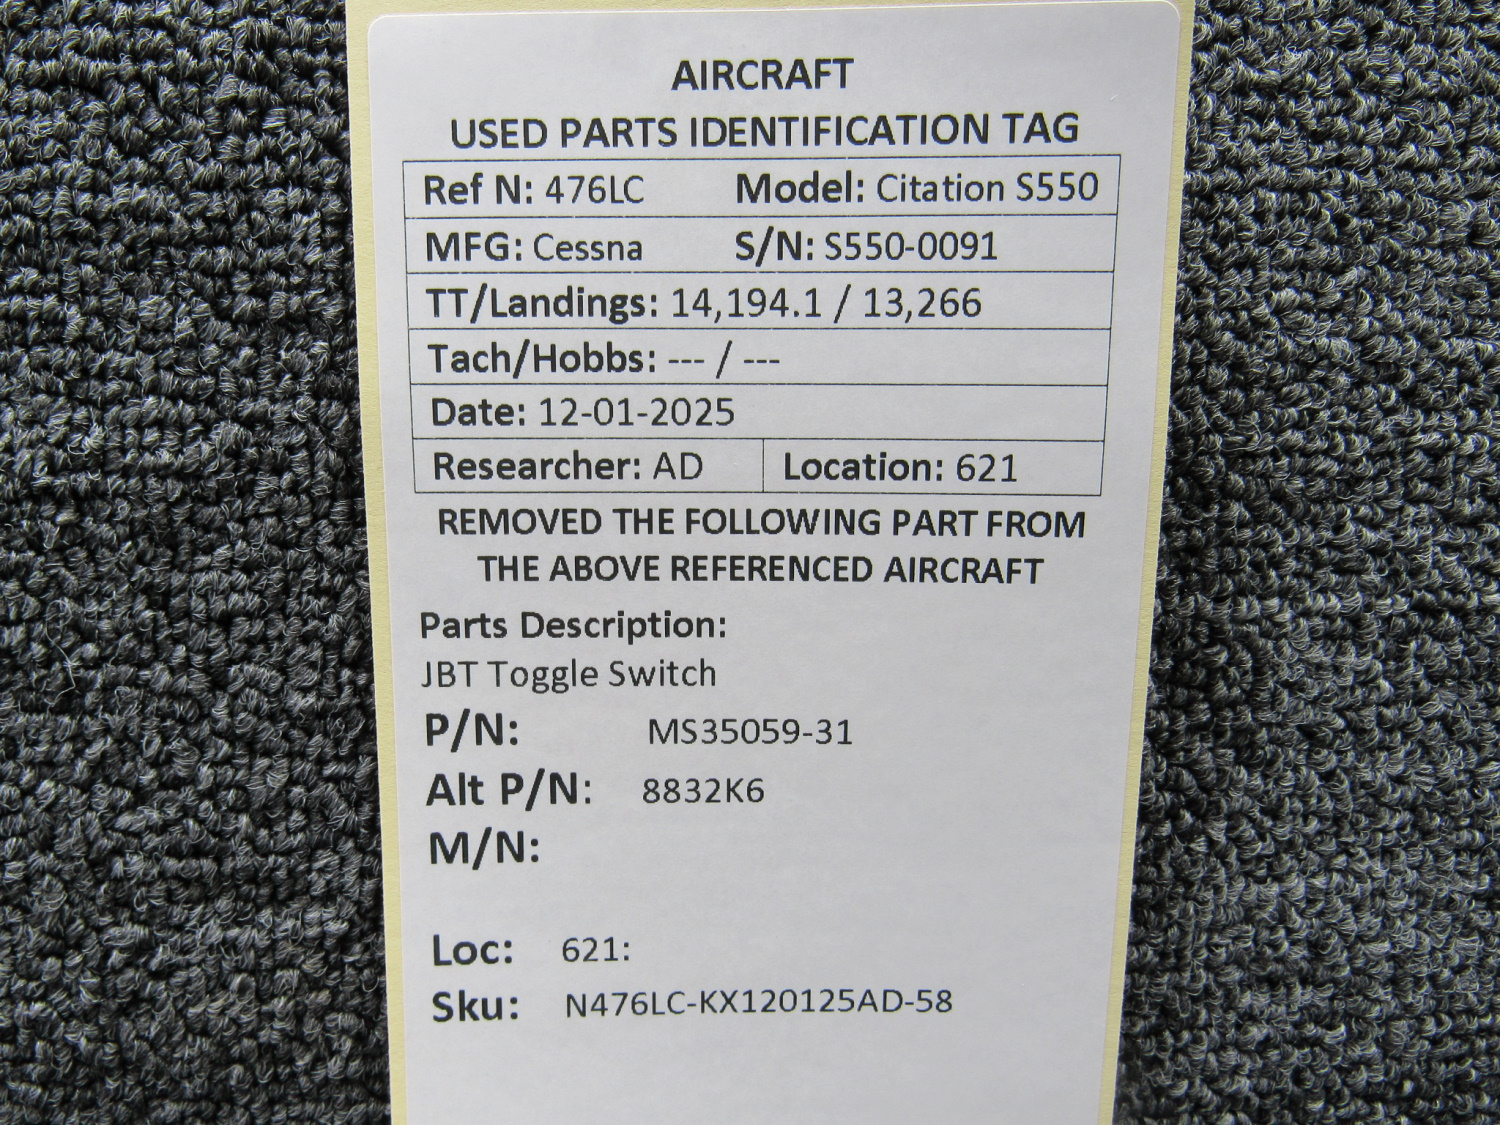 AIRCRAFT
USED PARTS IDENTIFICATION TAG
Ref N: 476LC Model: Citation S550
MFG: Cessna S/N: S550-0091
TT/Landings: 14,194.1 / 13,266
Tach/Hobbs: --- / ---
Date: 12-01-2025
Researcher: AD Location: 621
REMOVED THE FOLLOWING PART FROM
THE ABOVE REFERENCED AIRCRAFT
Parts Description:
JBT Toggle Switch
P/N: MS35059-31
Alt P/N: 8832K6
M/N:
Loc: 621:
Sku: N476LC-KX120125AD-58